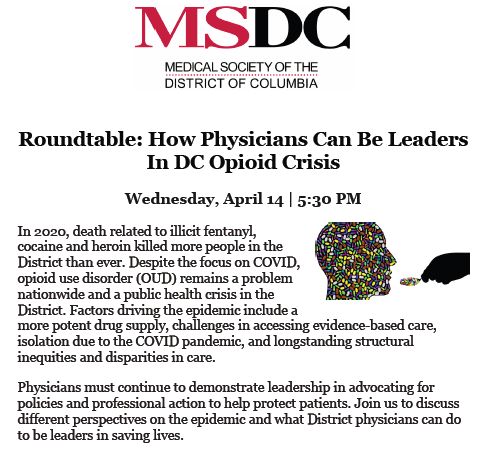 MSDC
MEDICAL SOCIETY OF THE
DISTRICT OF COLUMBIA
Roundtable: How Physicians Can Be Leaders
In DC Opioid Crisis
Wednesday, April 14 | 5:30 PM
In 2020, death related to illicit fentanyl,
cocaine and heroin killed more people in the
District than ever. Despite the focus on COVID,
opioid use disorder (OUD) remains a problem
nationwide and a public health crisis in the
District. Factors driving the epidemic include a
more potent drug supply, challenges in accessing evidence-based care,
isolation due to the COVID pandemic, and longstanding structural
inequities and disparities in care.
Physicians must continue to demonstrate leadership in advocating for
policies and professional action to help protect patients. Join us to discuss
different perspectives on the epidemic and what District physicians can do
to be leaders in saving lives.